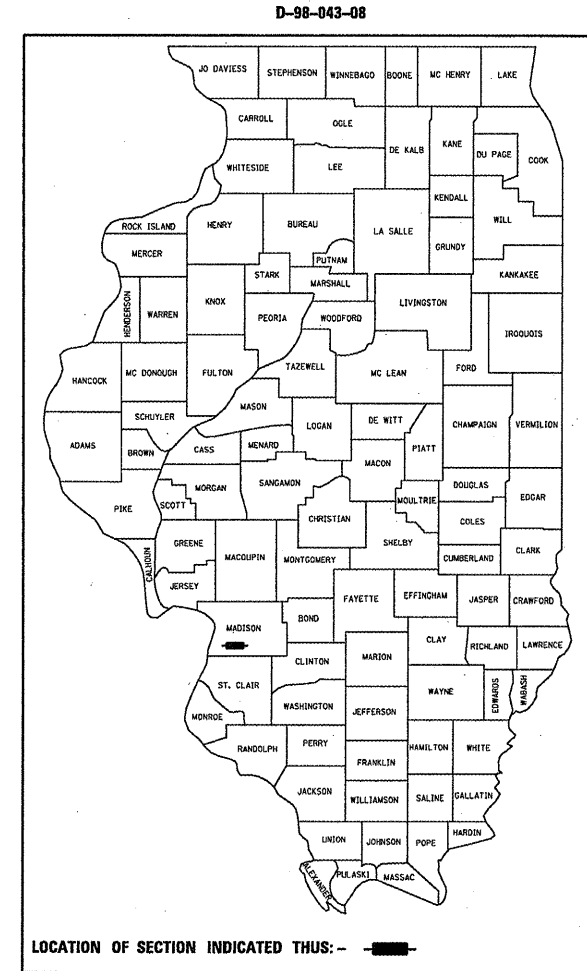 D-98-043-08
JO DAVIESS
STEPHENSON
WINNEBAGO
BOONE
MC HENRY
LAKE
CARROLL
OGLE
DE KALB
KANE
DU PAGE
COOK
WHITESIDE
LEE
KENDALL
WILL
ROCK ISLAND
HENRY
BUREAU
LA SALLE
GRUNDY
MERCER
PUTNAM
STARK
MARSHALL
KANKAKEE
HENDERSON
WARREN
KNOX
PEORIA
WOODFORD
LIVINGSTON
IROQUOIS
HANCOCK
MC DONOUGH
FULTON
TAZEWELL
MC LEAN
FORD
SCHUYLER
MASON
LOGAN
DE WITT
CHAMPAIGN
VERMILION
ADAMS
BROWN
CASS
MENARD
MACON
PIATT
PIKE
SCOTT
MORGAN
SANGAMON
CHRISTIAN
MOULTRIE
DOUGLAS
EDGAR
COLES
CALHOUN
GREENE
MACOUPIN
MONTGOMERY
SHELBY
CUMBERLAND
CLARK
JERSEY
MADISON
BOND
FAYETTE
EFFINGHAM
JASPER
CRAWFORD
CLINTON
MARION
CLAY
RICHLAND
LAWRENCE
ST. CLAIR
WASHINGTON
JEFFERSON
WAYNE
EDWARDS
WABASH
MONROE
RANDOLPH
PERRY
FRANKLIN
HAMILTON
WHITE
JACKSON
WILLIAMSON
SALINE
GALLATIN
UNION
JOHNSON
POPE
HARDIN
ALEXANDER
PULASKI
MASSAC
LOCATION OF SECTION INDICATED THUS: -